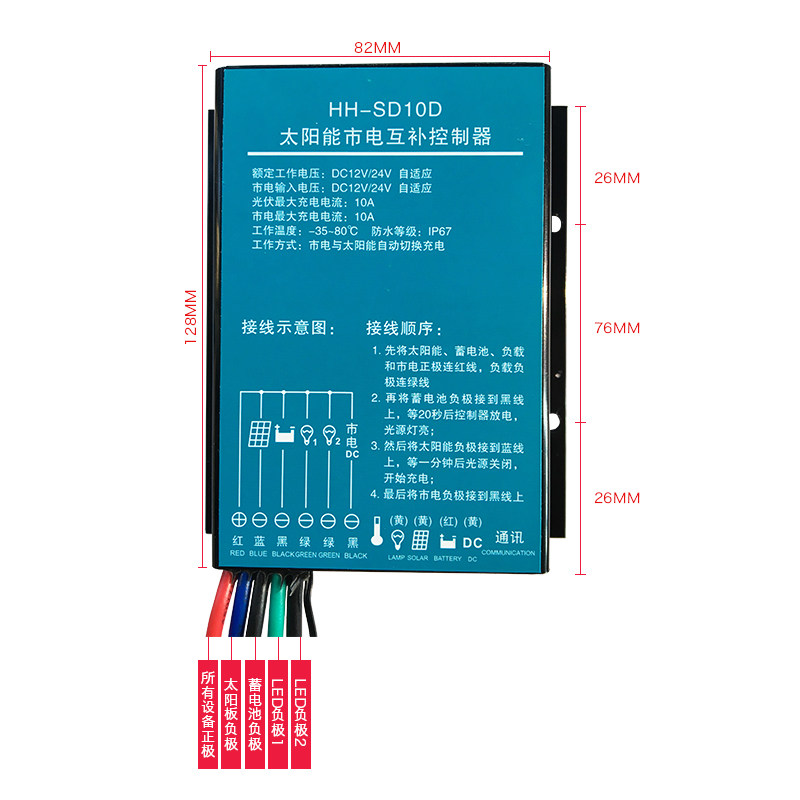 82MM
HH-SD10D
太阳能市电互补控制器
额定工作电压：DC12V/24V 自适应
市电输入电压：DC12V/24V 自适应
光伏最大充电电流：10A
市电最大充电电流：10A
工作温度：-35~80℃ 防水等级：IP67
工作方式：市电与太阳能自动切换充电
26MM
128MM
76MM
26MM
接线示意图：
接线顺序：
1. 先将太阳能、蓄电池、负载
和市电正极连红线，负载负
极连绿线
2. 再将蓄电池负极接到黑线
上，等20秒后控制器放电，
光源灯亮；
3. 然后将太阳能负极接到蓝线
上，等一分钟后光源关闭，
开始充电；
4. 最后将市电负极接到黑线上
1 2 市电DC
红 蓝 黑 绿 绿 黑
RED BLUE BLACK GREEN GREEN BLACK
(黄) (黄) (红) (黄)
DC 通讯
LAMP SOLAR BATTERY DC COMMUNICATION
所有设备正极
太阳板负极
蓄电池负极
LED负极1
LED负极2